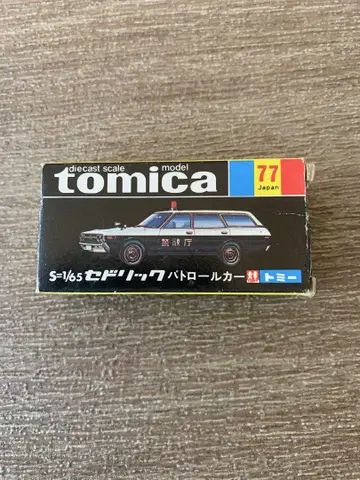 diecast scale model
tomica
77
Japan
警視庁
S=1/65 セドリック パトロールカー
トミー